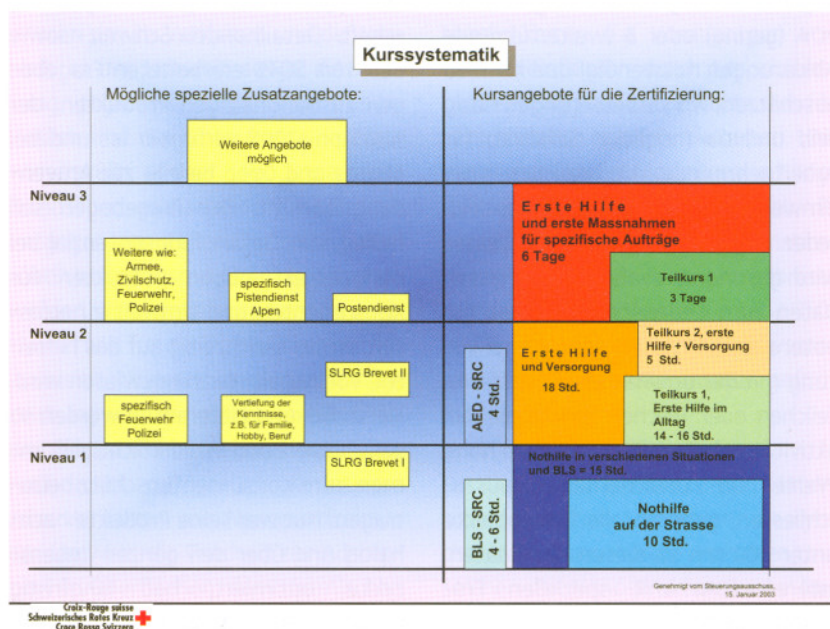 Kurssystematik
Mögliche spezielle Zusatzangebote:
Kursangebote für die Zertifizierung:
Weitere Angebote
möglich
Niveau 3
Weitere wie:
Armee,
Zivilschutz,
Feuerwehr,
Polizei
spezifisch
Pistendienst
Alpen
Postendienst
Erste Hilfe
und erste Massnahmen
für spezifische Aufträge
6 Tage
Teilkurs 1
3 Tage
Niveau 2
SLRG Brevet II
spezifisch
Feuerwehr
Polizei
Vertiefung der
Kenntnisse,
z.B. für Familie,
Hobby, Beruf
AED - SRC
4 Std.
Erste Hilfe
und Versorgung
18 Std.
Teilkurs 2, erste
Hilfe + Versorgung
5 Std.
Teilkurs 1,
Erste Hilfe im
Alltag
14 - 16 Std.
Niveau 1
SLRG Brevet I
BLS - SRC
4 - 6 Std.
Nothilfe in verschiedenen Situationen
und BLS = 15 Std.
Nothilfe
auf der Strasse
10 Std.
Genehmigt vom Steuerungsausschuss,
15. Januar 2003
Croix-Rouge suisse
Schweizerisches Rotes Kreuz
Croce Rossa Svizzera